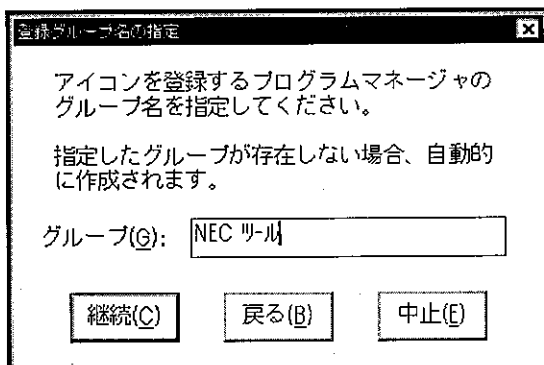 登録グループ名の指定
アイコンを登録するプログラムマネージャの
グループ名を指定してください。
指定したグループが存在しない場合、自動的
に作成されます。
グループ(G): NEC ツール
継続(C) 戻る(B) 中止(E)